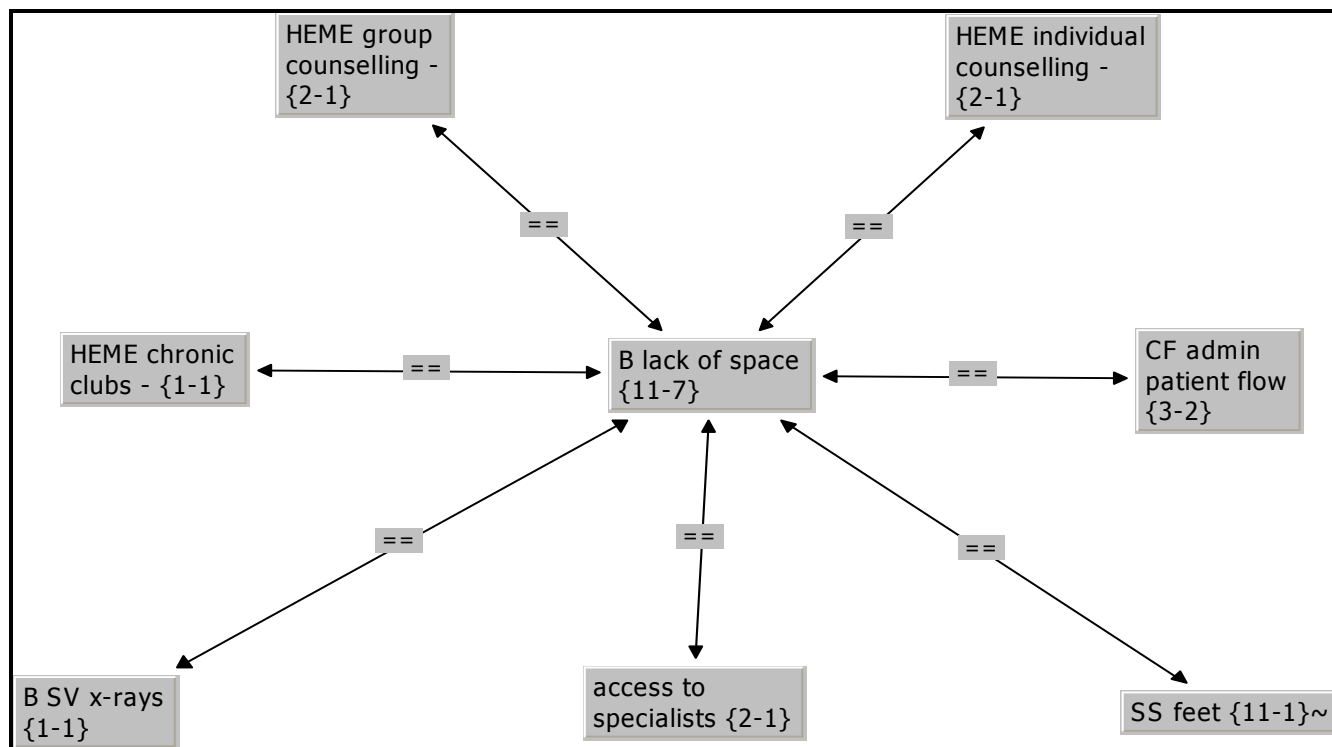 HEME group
counselling -
{2-1}
HEME individual
counselling -
{2-1}
==
==
HEME chronic
clubs - {1-1}
==
B lack of space
{11-7}
==
CF admin
patient flow
{3-2}
==
==
==
B SV x-rays
{1-1}
access to
specialists {2-1}
SS feet {11-1}~